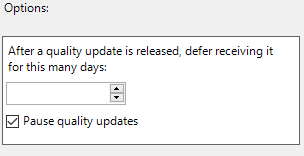 Options:
After a quality update is released, defer receiving it
for this many days:
Pause quality updates